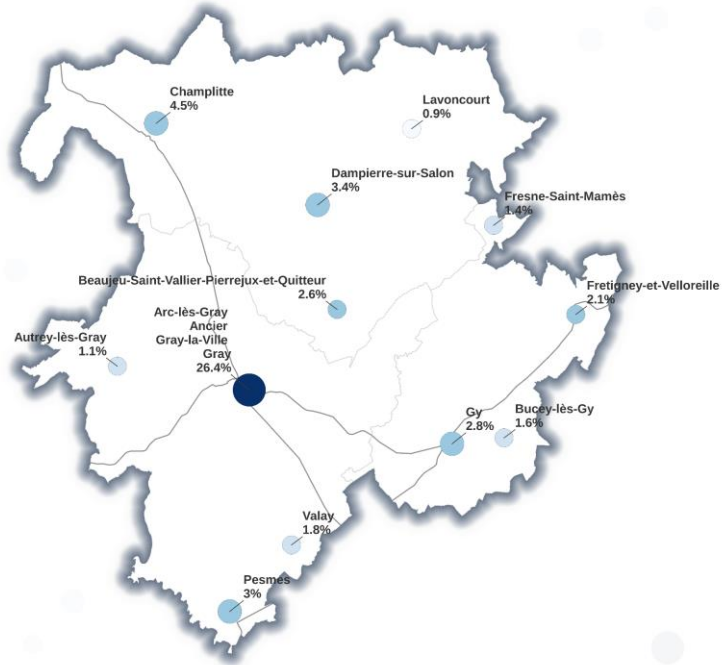 Champlitte
4.5%
Lavoncourt
0.9%
Dampierre-sur-Salon
3.4%
Fresne-Saint-Mamès
1.4%
Beaujeu-Saint-Vallier-Pierrejux-et-Quitteur
2.6%
Fretigney-et-Velloreille
2.1%
Arc-lès-Gray
Ancier
Gray-la-Ville
Gray
26.4%
Autrey-lès-Gray
1.1%
Gy
2.8%
Bucey-lès-Gy
1.6%
Valay
1.8%
Pesmes
3%